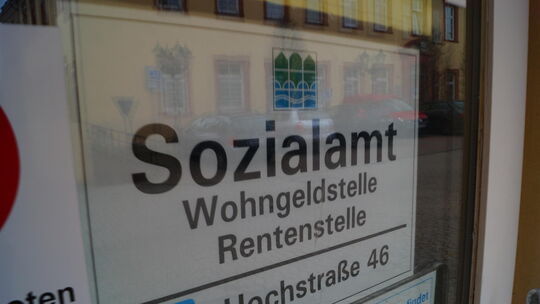 Sozialamt
Wohngeldstelle
Rentenstelle
Hochstraße 46